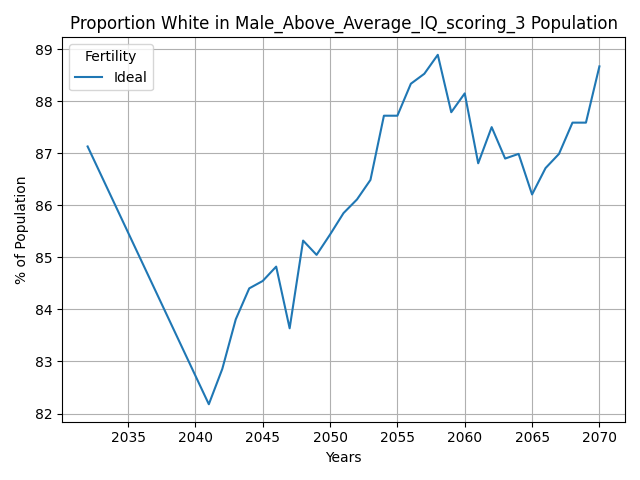 Proportion White in Male_Above_Average_IQ_scoring_3 Population
Fertility
Ideal
% of Population
89
88
87
86
85
84
83
82
2035 2040 2045 2050 2055 2060 2065 2070
Years